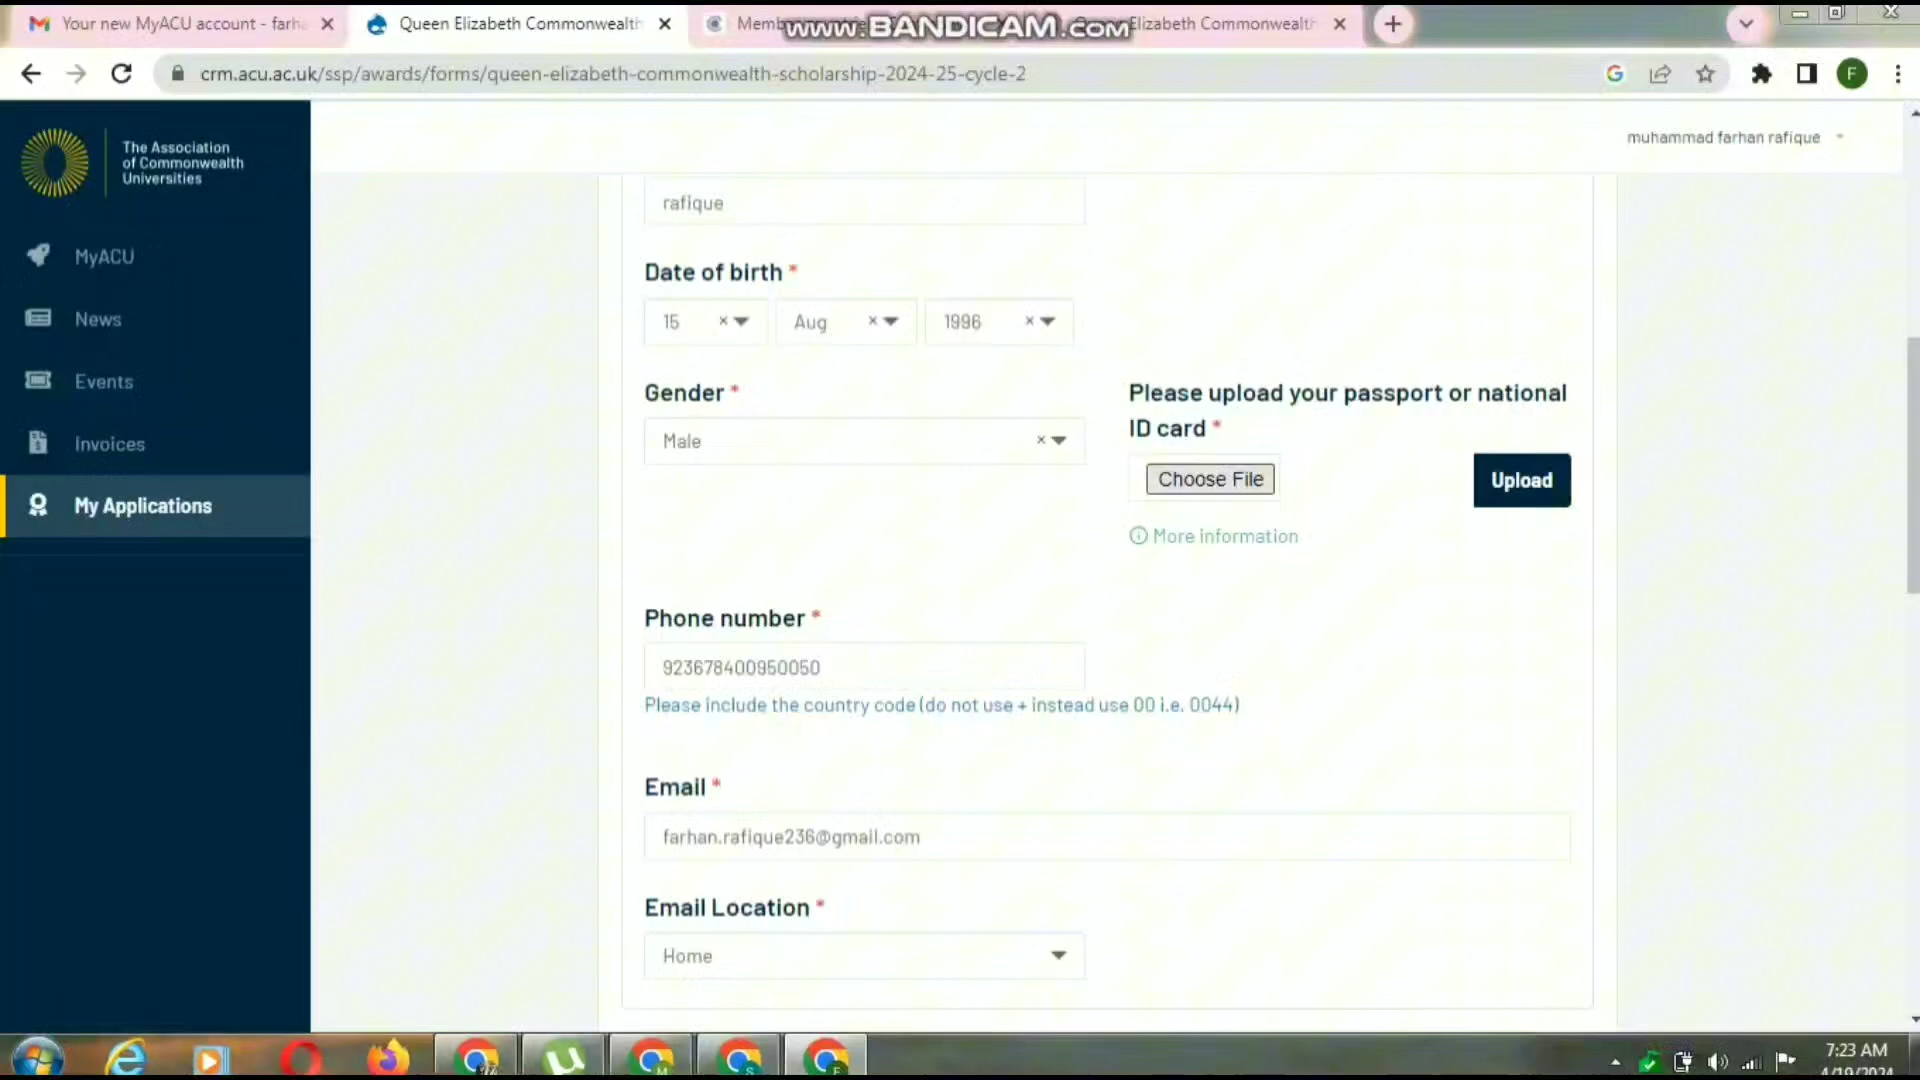 Your new MyACU account - farha
Queen Elizabeth Commonwealth
www.BANDICAM.com
Elizabeth Commonwealth
crm.acu.ac.uk/ssp/awards/forms/queen-elizabeth-commonwealth-scholarship-2024-25-cycle-2
F
The Association
of Commonwealth
Universities
muhammad farhan rafique
MyACU
News
Events
Invoices
My Applications
rafique
Date of birth *
15
Aug
1996
Gender *
Male
Please upload your passport or national
ID card *
Choose File
Upload
More information
Phone number *
923678400950050
Please include the country code (do not use + instead use 00 i.e. 0044)
Email *
farhan.rafique236@gmail.com
Email Location *
Home
7:23 AM
4/19/2024